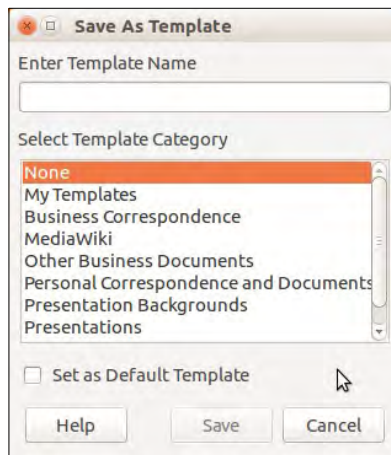 Save As Template
Enter Template Name
Select Template Category
None
My Templates
Business Correspondence
MediaWiki
Other Business Documents
Personal Correspondence and Documents
Presentation Backgrounds
Presentations
Set as Default Template
Help Save Cancel